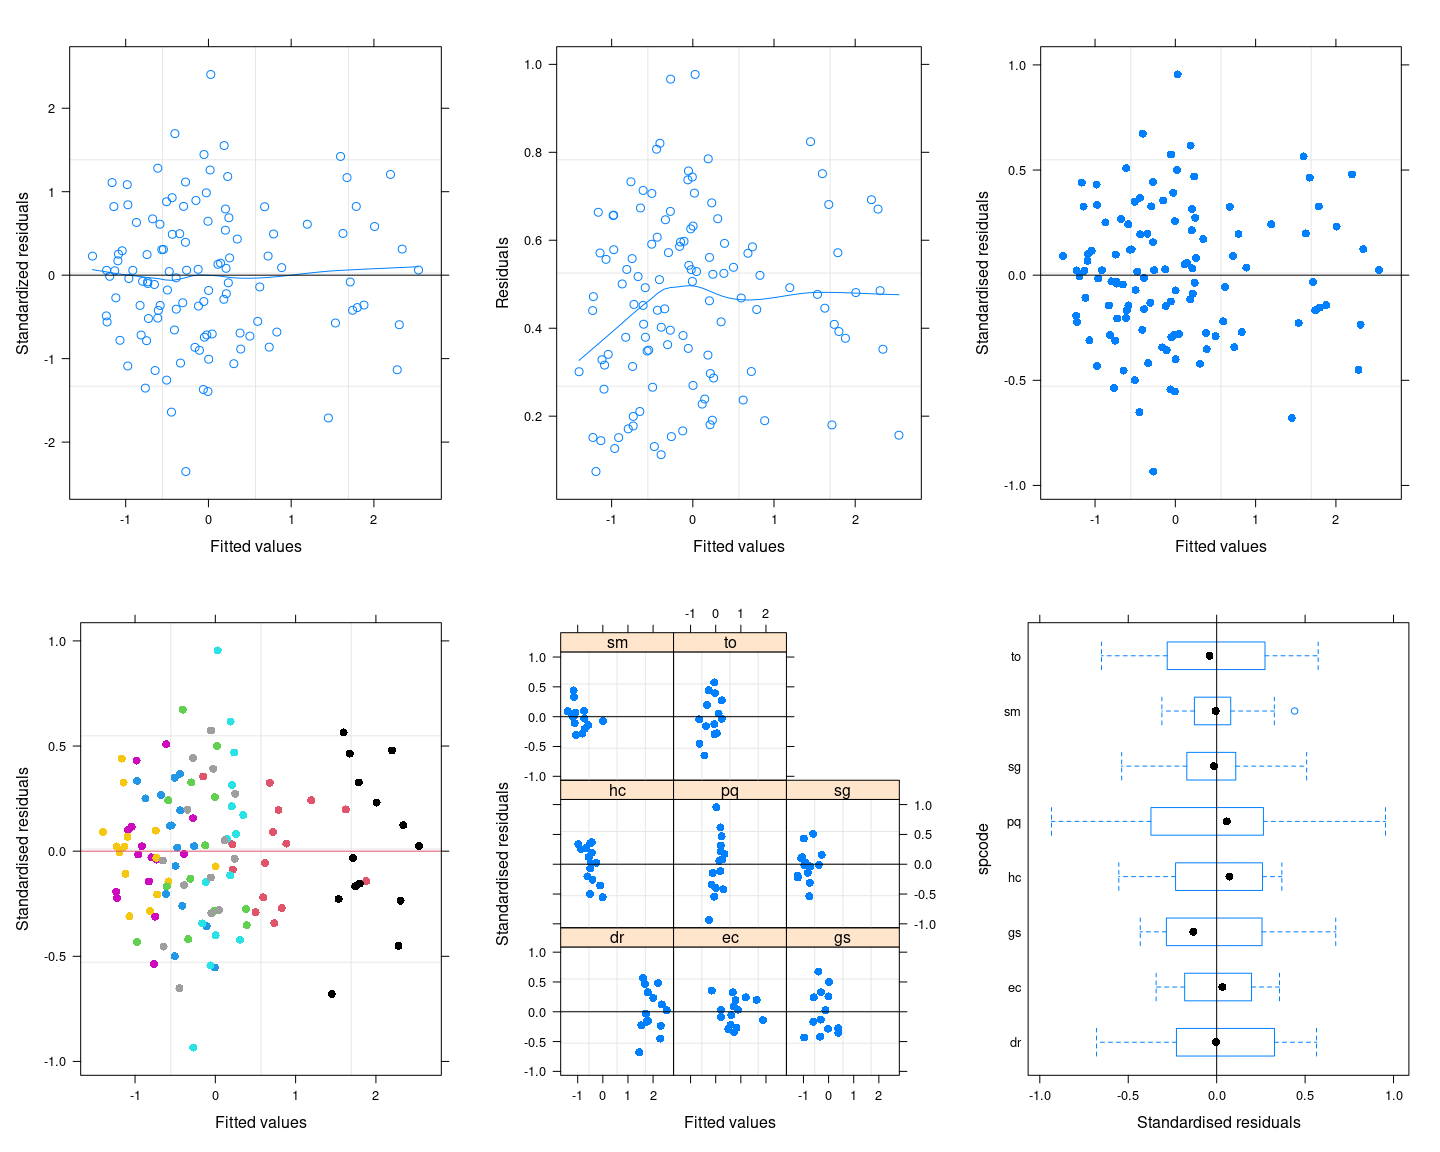 Standardized residuals
2
1
0
-1
-2
-1 0 1 2
Fitted values
Residuals
1.0
0.8
0.6
0.4
0.2
-1 0 1 2
Fitted values
Standardised residuals
1.0
0.5
0.0
-0.5
-1.0
-1 0 1 2
Fitted values
Standardised residuals
1.0
0.5
0.0
-0.5
-1.0
-1 0 1 2
Fitted values
Standardised residuals
-1 0 1 2
sm to
1.0
0.5
0.0
-0.5
-1.0
hc pq sg
1.0
0.5
0.0
-0.5
-1.0
dr ec gs
1.0
0.5
0.0
-0.5
-1.0
-1 0 1 2 -1 0 1 2
Fitted values
spcode
to
sm
sg
pq
hc
gs
ec
dr
-1.0 -0.5 0.0 0.5 1.0
Standardised residuals